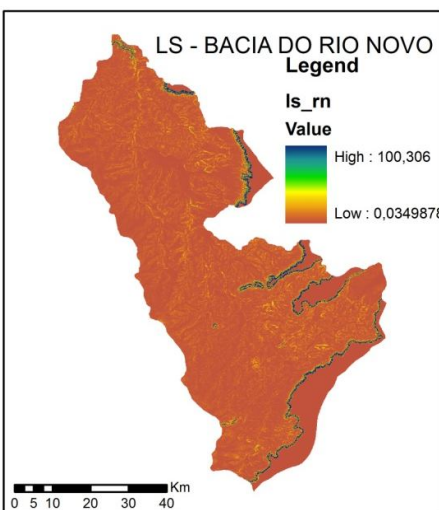 LS - BACIA DO RIO NOVO
Legend
ls_rn
Value
High : 100,306
Low : 0,0349878
Km
0 5 10 20 30 40